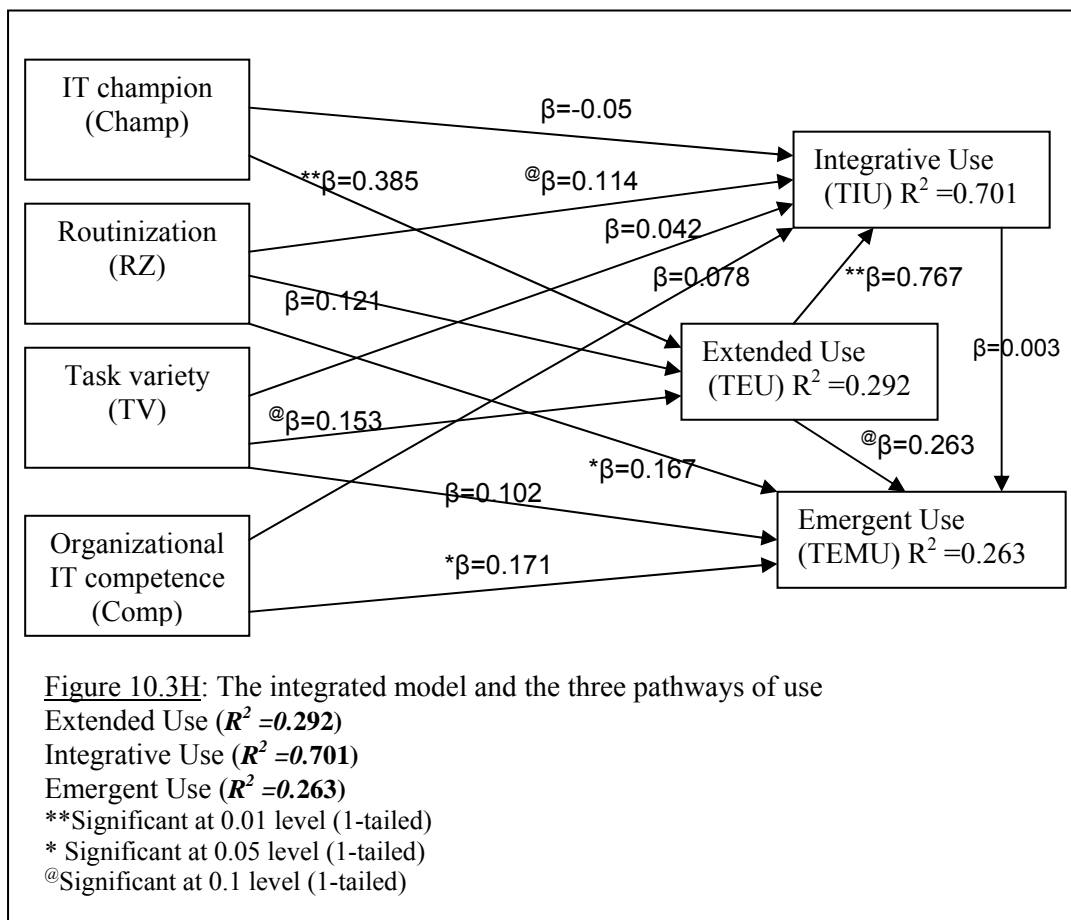 IT champion
(Champ)
Routinization
(RZ)
Task variety
(TV)
Organizational
IT competence
(Comp)
β=-0.05
**β=0.385
@β=0.114
β=0.042
β=0.078
β=0.121
@β=0.153
*β=0.167
β=0.102
*β=0.171
Integrative Use
(TIU) R² =0.701
**β=0.767
β=0.003
Extended Use
(TEU) R² =0.292
@β=0.263
Emergent Use
(TEMU) R² =0.263
Figure 10.3H: The integrated model and the three pathways of use
Extended Use (R² =0.292)
Integrative Use (R² =0.701)
Emergent Use (R² =0.263)
**Significant at 0.01 level (1-tailed)
* Significant at 0.05 level (1-tailed)
@Significant at 0.1 level (1-tailed)